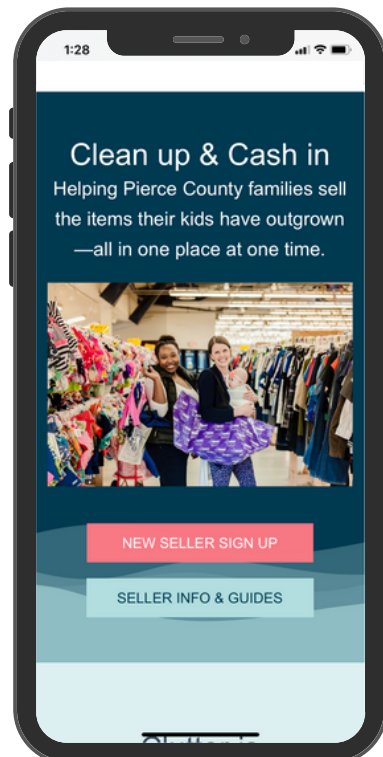 1:28
Clean up & Cash in
Helping Pierce County families sell
the items their kids have outgrown
—all in one place at one time.
NEW SELLER SIGN UP
SELLER INFO & GUIDES